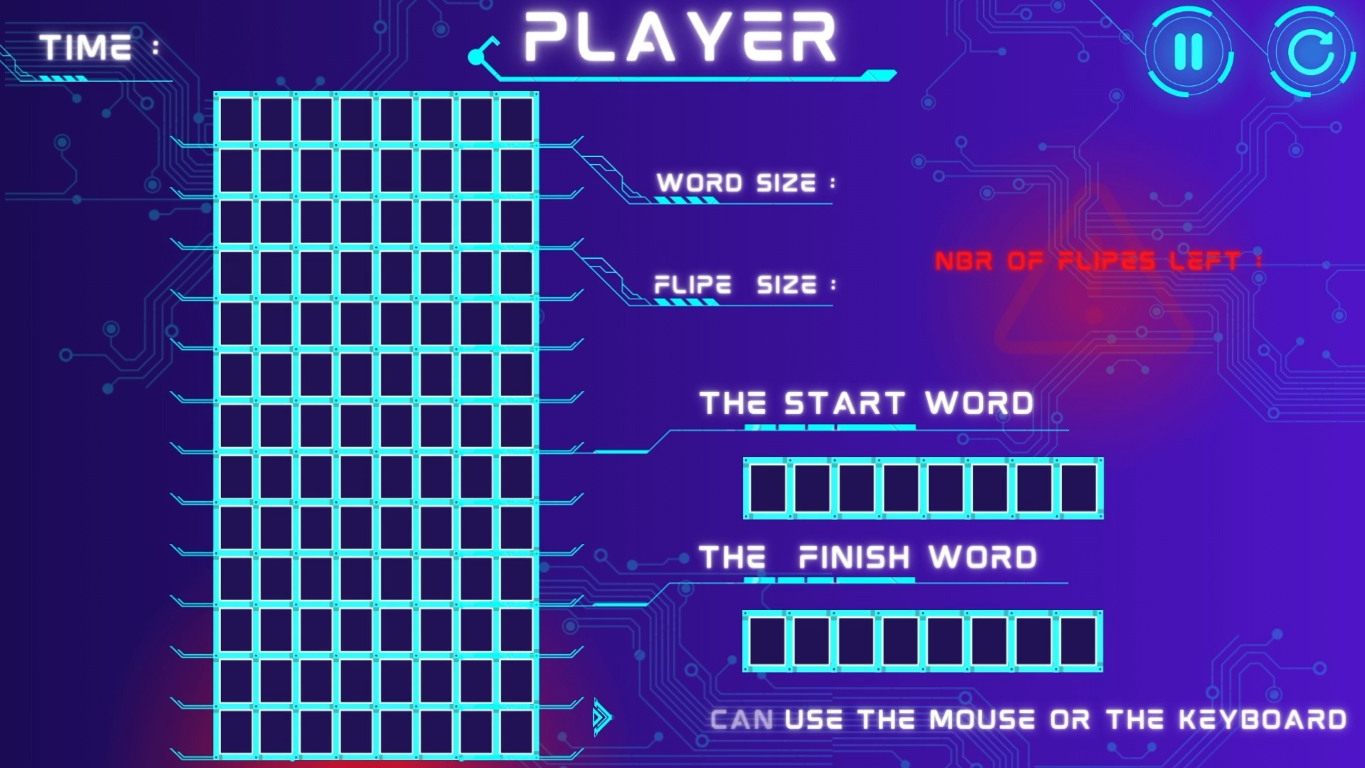 TIME :
PLAYER
WORD SIZE :
FLIPE SIZE :
NBR OF FLIPES LEFT :
THE START WORD
THE FINISH WORD
CAN USE THE MOUSE OR THE KEYBOARD